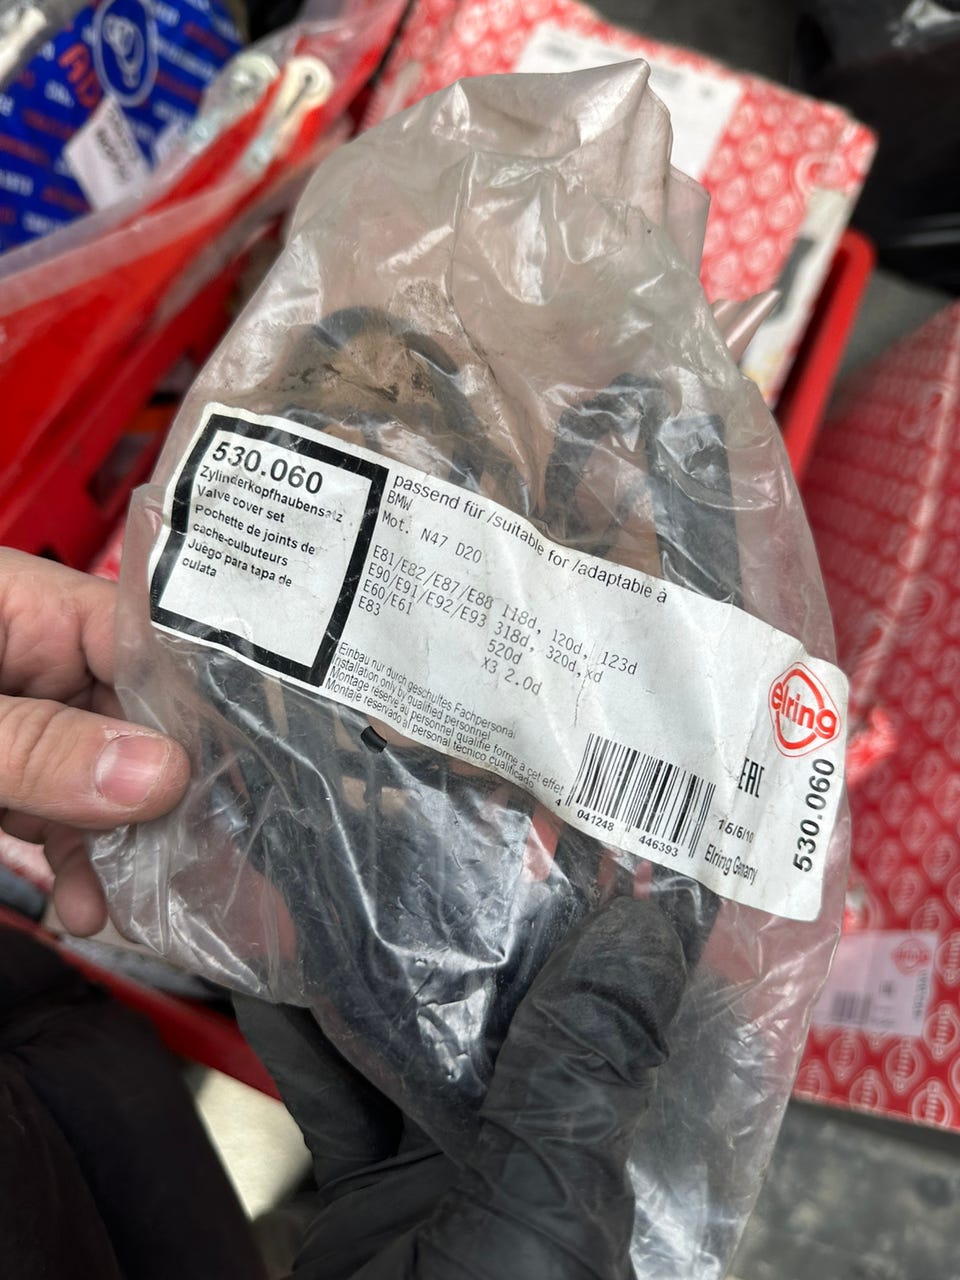 530.060
Zylinderkopfhaubensatz
Valve cover set
Pochette de joints de
cache-culbuteurs
Juego para tapa de
culata
passend für /suitable for /adaptable à
BMW
Mot. N47 D20
E81/E82/E87/E88 118d, 120d, 123d
E90/E91/E92/E93 318d, 320d,xd
E60/E61 520d
E83 X3 2.0d
Einbau nur durch geschultes Fachpersonal
Installation only by qualified personnel
Montage réservé au personnel qualifié forme à cet effet
Montaje reservado al personal técnico cualificado
4 041248 446393
EAC
15/5/10
Elring Germany
elring
530.060